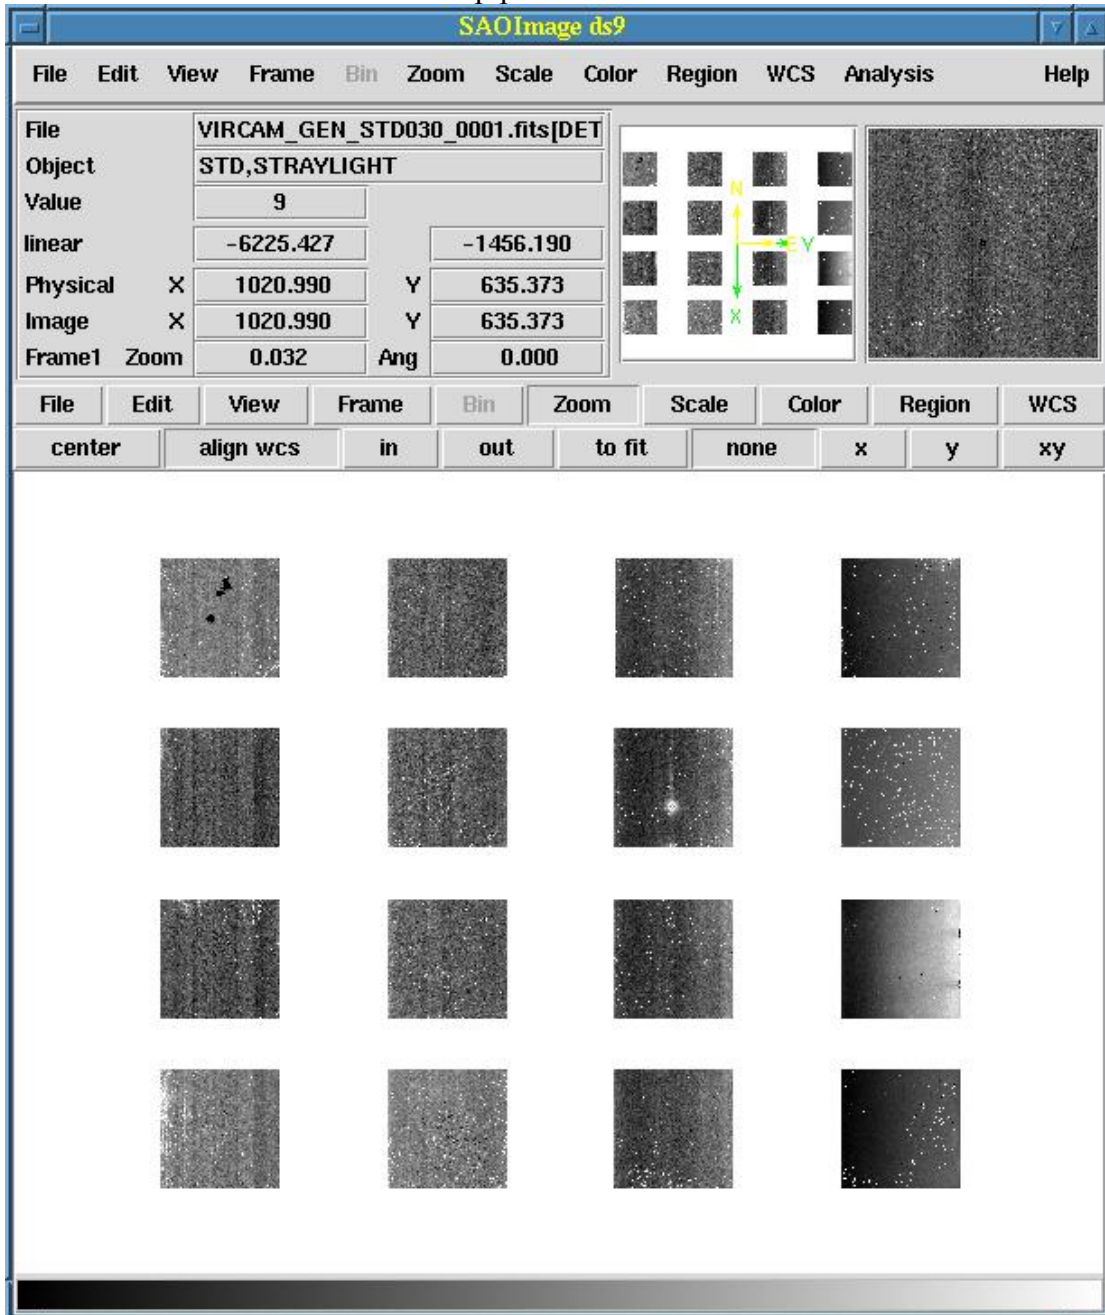 SAOImage ds9
File Edit View Frame Bin Zoom Scale Color Region WCS Analysis Help
File VIRCAM_GEN_STD030_0001.fits[DET
Object STD,STRAYLIGHT
Value 9
linear -6225.427 -1456.190
Physical X 1020.990 Y 635.373
Image X 1020.990 Y 635.373
Frame1 Zoom 0.032 Ang 0.000
N
E Y
X
File Edit View Frame Bin Zoom Scale Color Region WCS
center align wcs in out to fit none x y xy